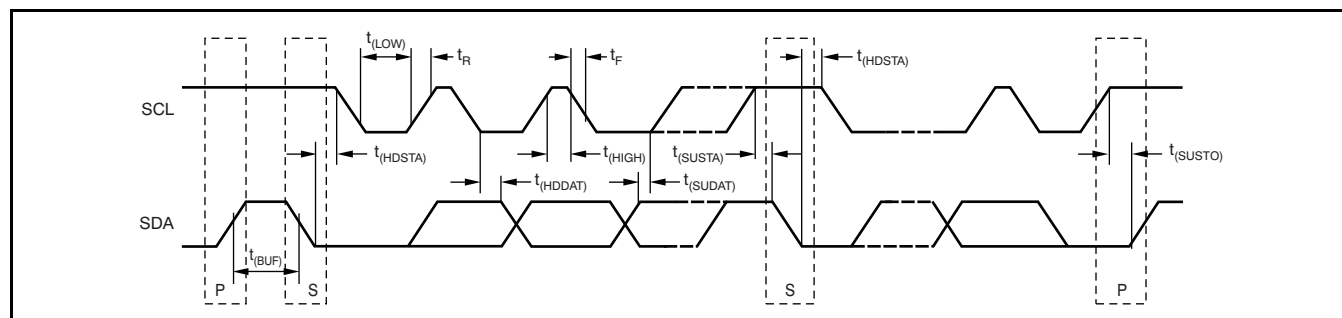 t(LOW)
tR
tF
t(HDSTA)
SCL
t(HDSTA)
t(HIGH)
t(SUSTA)
t(SUSTO)
t(HDDAT)
t(SUDAT)
SDA
t(BUF)
P
S
S
P